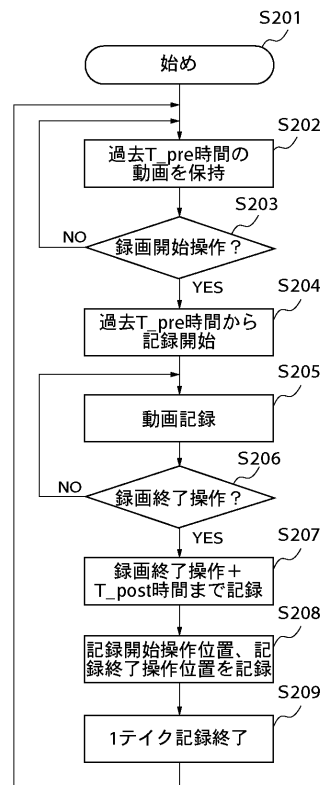 S201
始め
S202
過去T_pre時間の
動画を保持
S203
録画開始操作？
NO
YES
S204
過去T_pre時間から
記録開始
S205
動画記録
S206
録画終了操作？
NO
YES
S207
録画終了操作＋
T_post時間まで記録
S208
記録開始操作位置、記
録終了操作位置を記録
S209
1テイク記録終了